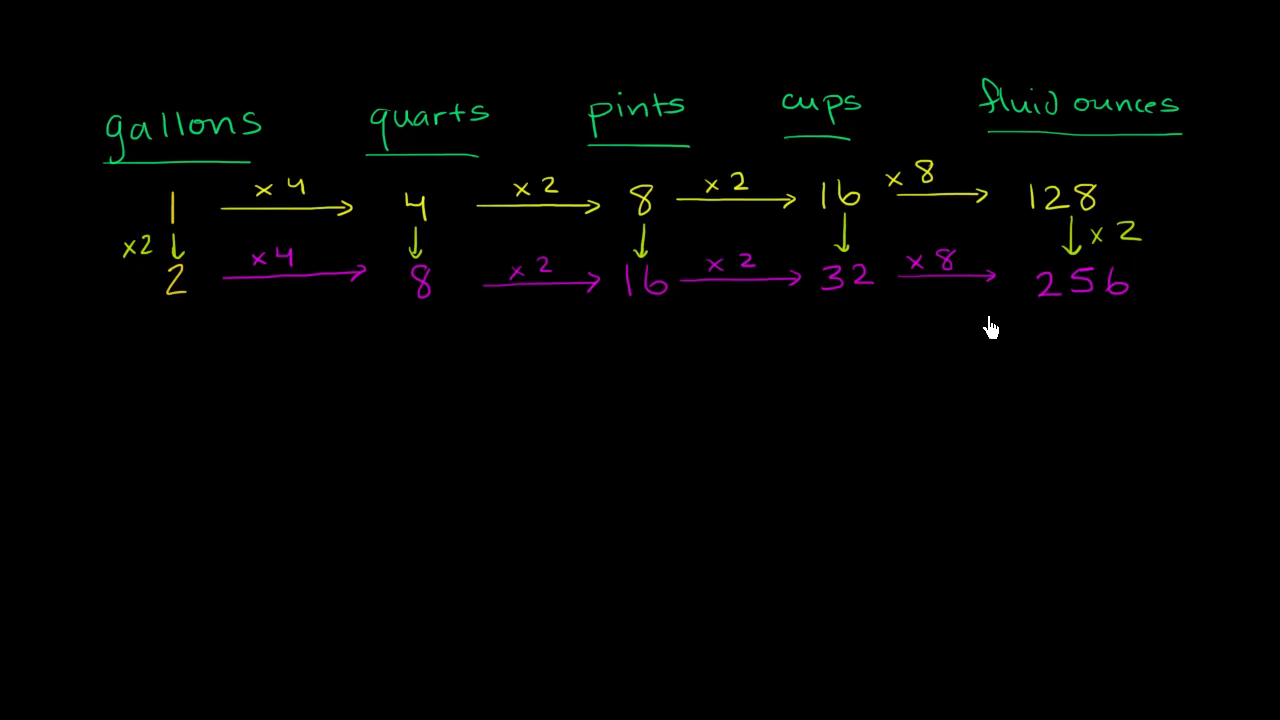 gallons quarts pints cups fluid ounces
x 4 x 2 x 2 x 8
1 4 8 16 128
x2 x 2
x 4 x 2 x 2 x 8
2 8 16 32 256